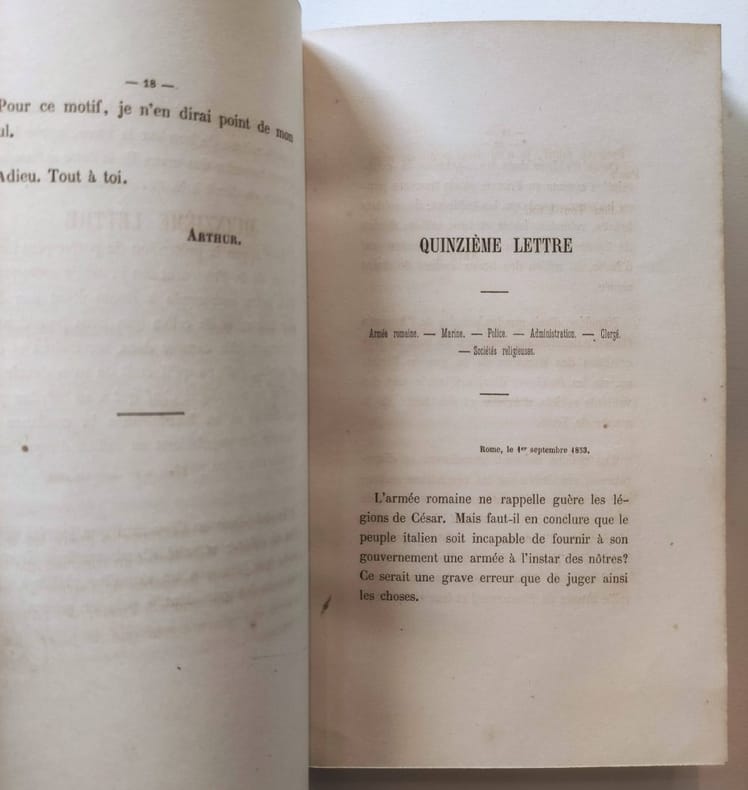 — 18 —
Pour ce motif, je n'en dirai point de mon
ul.
Adieu. Tout à toi.
Arthur.
QUINZIÈME LETTRE
Armée romaine. — Marine. — Police. — Administration. — Clergé.
— Sociétés religieuses.
Rome, le 1er septembre 1853.
L'armée romaine ne rappelle guère les lé-
gions de César. Mais faut-il en conclure que le
peuple italien soit incapable de fournir à son
gouvernement une armée à l'instar des nôtres?
Ce serait une grave erreur que de juger ainsi
les choses.